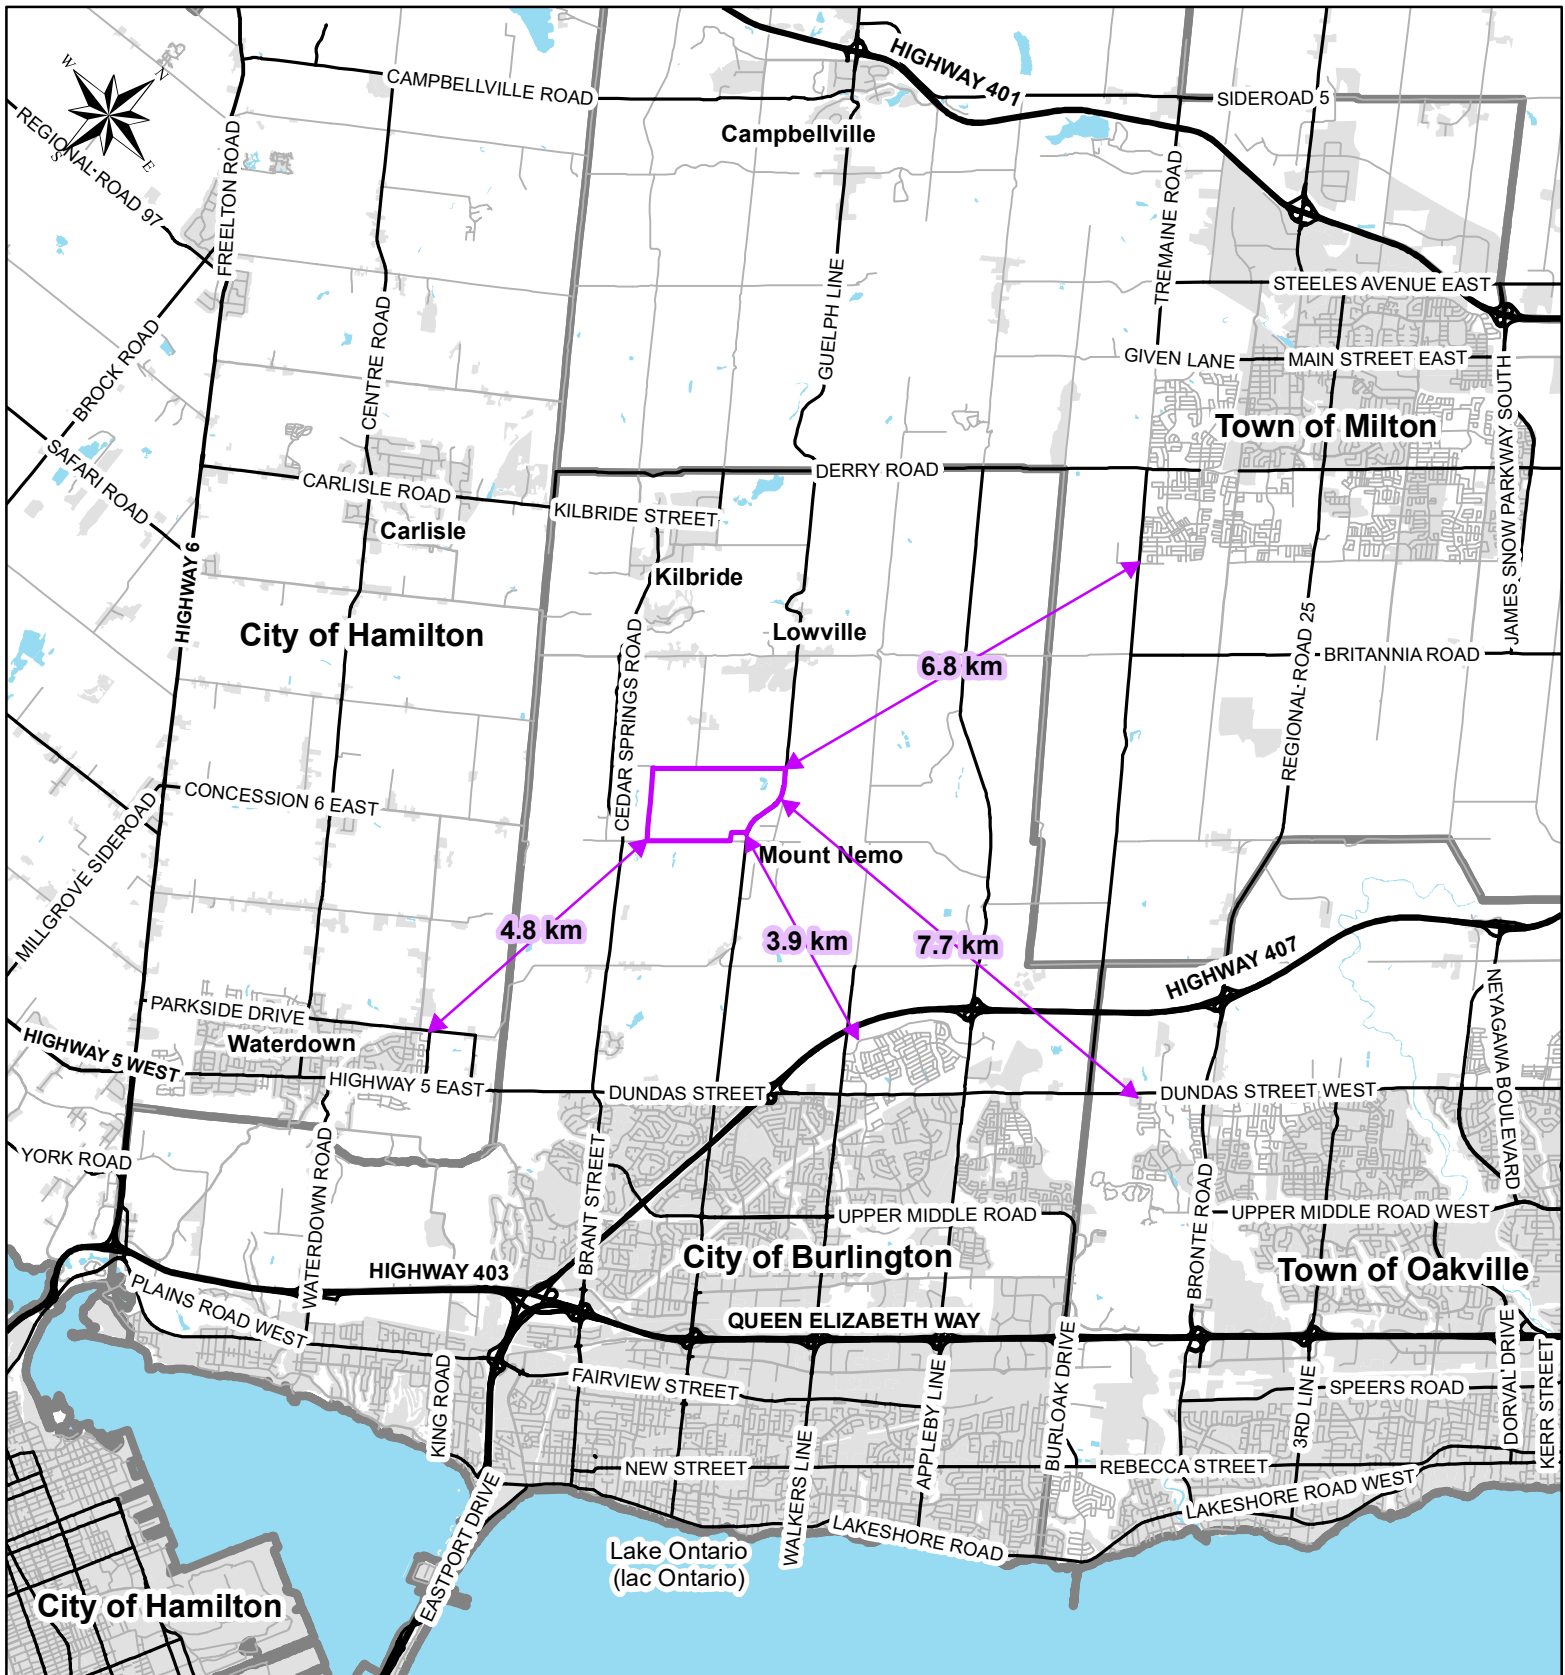 W
N
S
E
HIGHWAY 401
CAMPBELLVILLE ROAD
SIDEROAD 5
Campbellville
REGIONAL ROAD 97
FREELTON ROAD
TREMAINE ROAD
GUELPH LINE
STEELES AVENUE EAST
CENTRE ROAD
BROCK ROAD
GIVEN LANE
MAIN STREET EAST
Town of Milton
JAMES SNOW PARKWAY SOUTH
SAFARI ROAD
DERRY ROAD
CARLISLE ROAD
KILBRIDE STREET
Carlisle
HIGHWAY 6
Kilbride
City of Hamilton
Lowville
CEDAR SPRINGS ROAD
6.8 km
BRITANNIA ROAD
REGIONAL ROAD 25
CONCESSION 6 EAST
MILLGROVE SIDEROAD
Mount Nemo
4.8 km
3.9 km
7.7 km
HIGHWAY 407
NEYAGAWA BOULEVARD
PARKSIDE DRIVE
Waterdown
HIGHWAY 5 WEST
HIGHWAY 5 EAST
DUNDAS STREET
DUNDAS STREET WEST
YORK ROAD
WATERDOWN ROAD
BRANT STREET
UPPER MIDDLE ROAD
BRONTE ROAD
UPPER MIDDLE ROAD WEST
City of Burlington
Town of Oakville
HIGHWAY 403
PLAINS ROAD WEST
QUEEN ELIZABETH WAY
KING ROAD
FAIRVIEW STREET
APPLEBY LINE
BURLOAK DRIVE
3RD LINE
SPEERS ROAD
DORVAL DRIVE
KERR STREET
NEW STREET
WALKERS LINE
REBECCA STREET
LAKESHORE ROAD WEST
EASTPORT DRIVE
LAKESHORE ROAD
Lake Ontario
(lac Ontario)
City of Hamilton